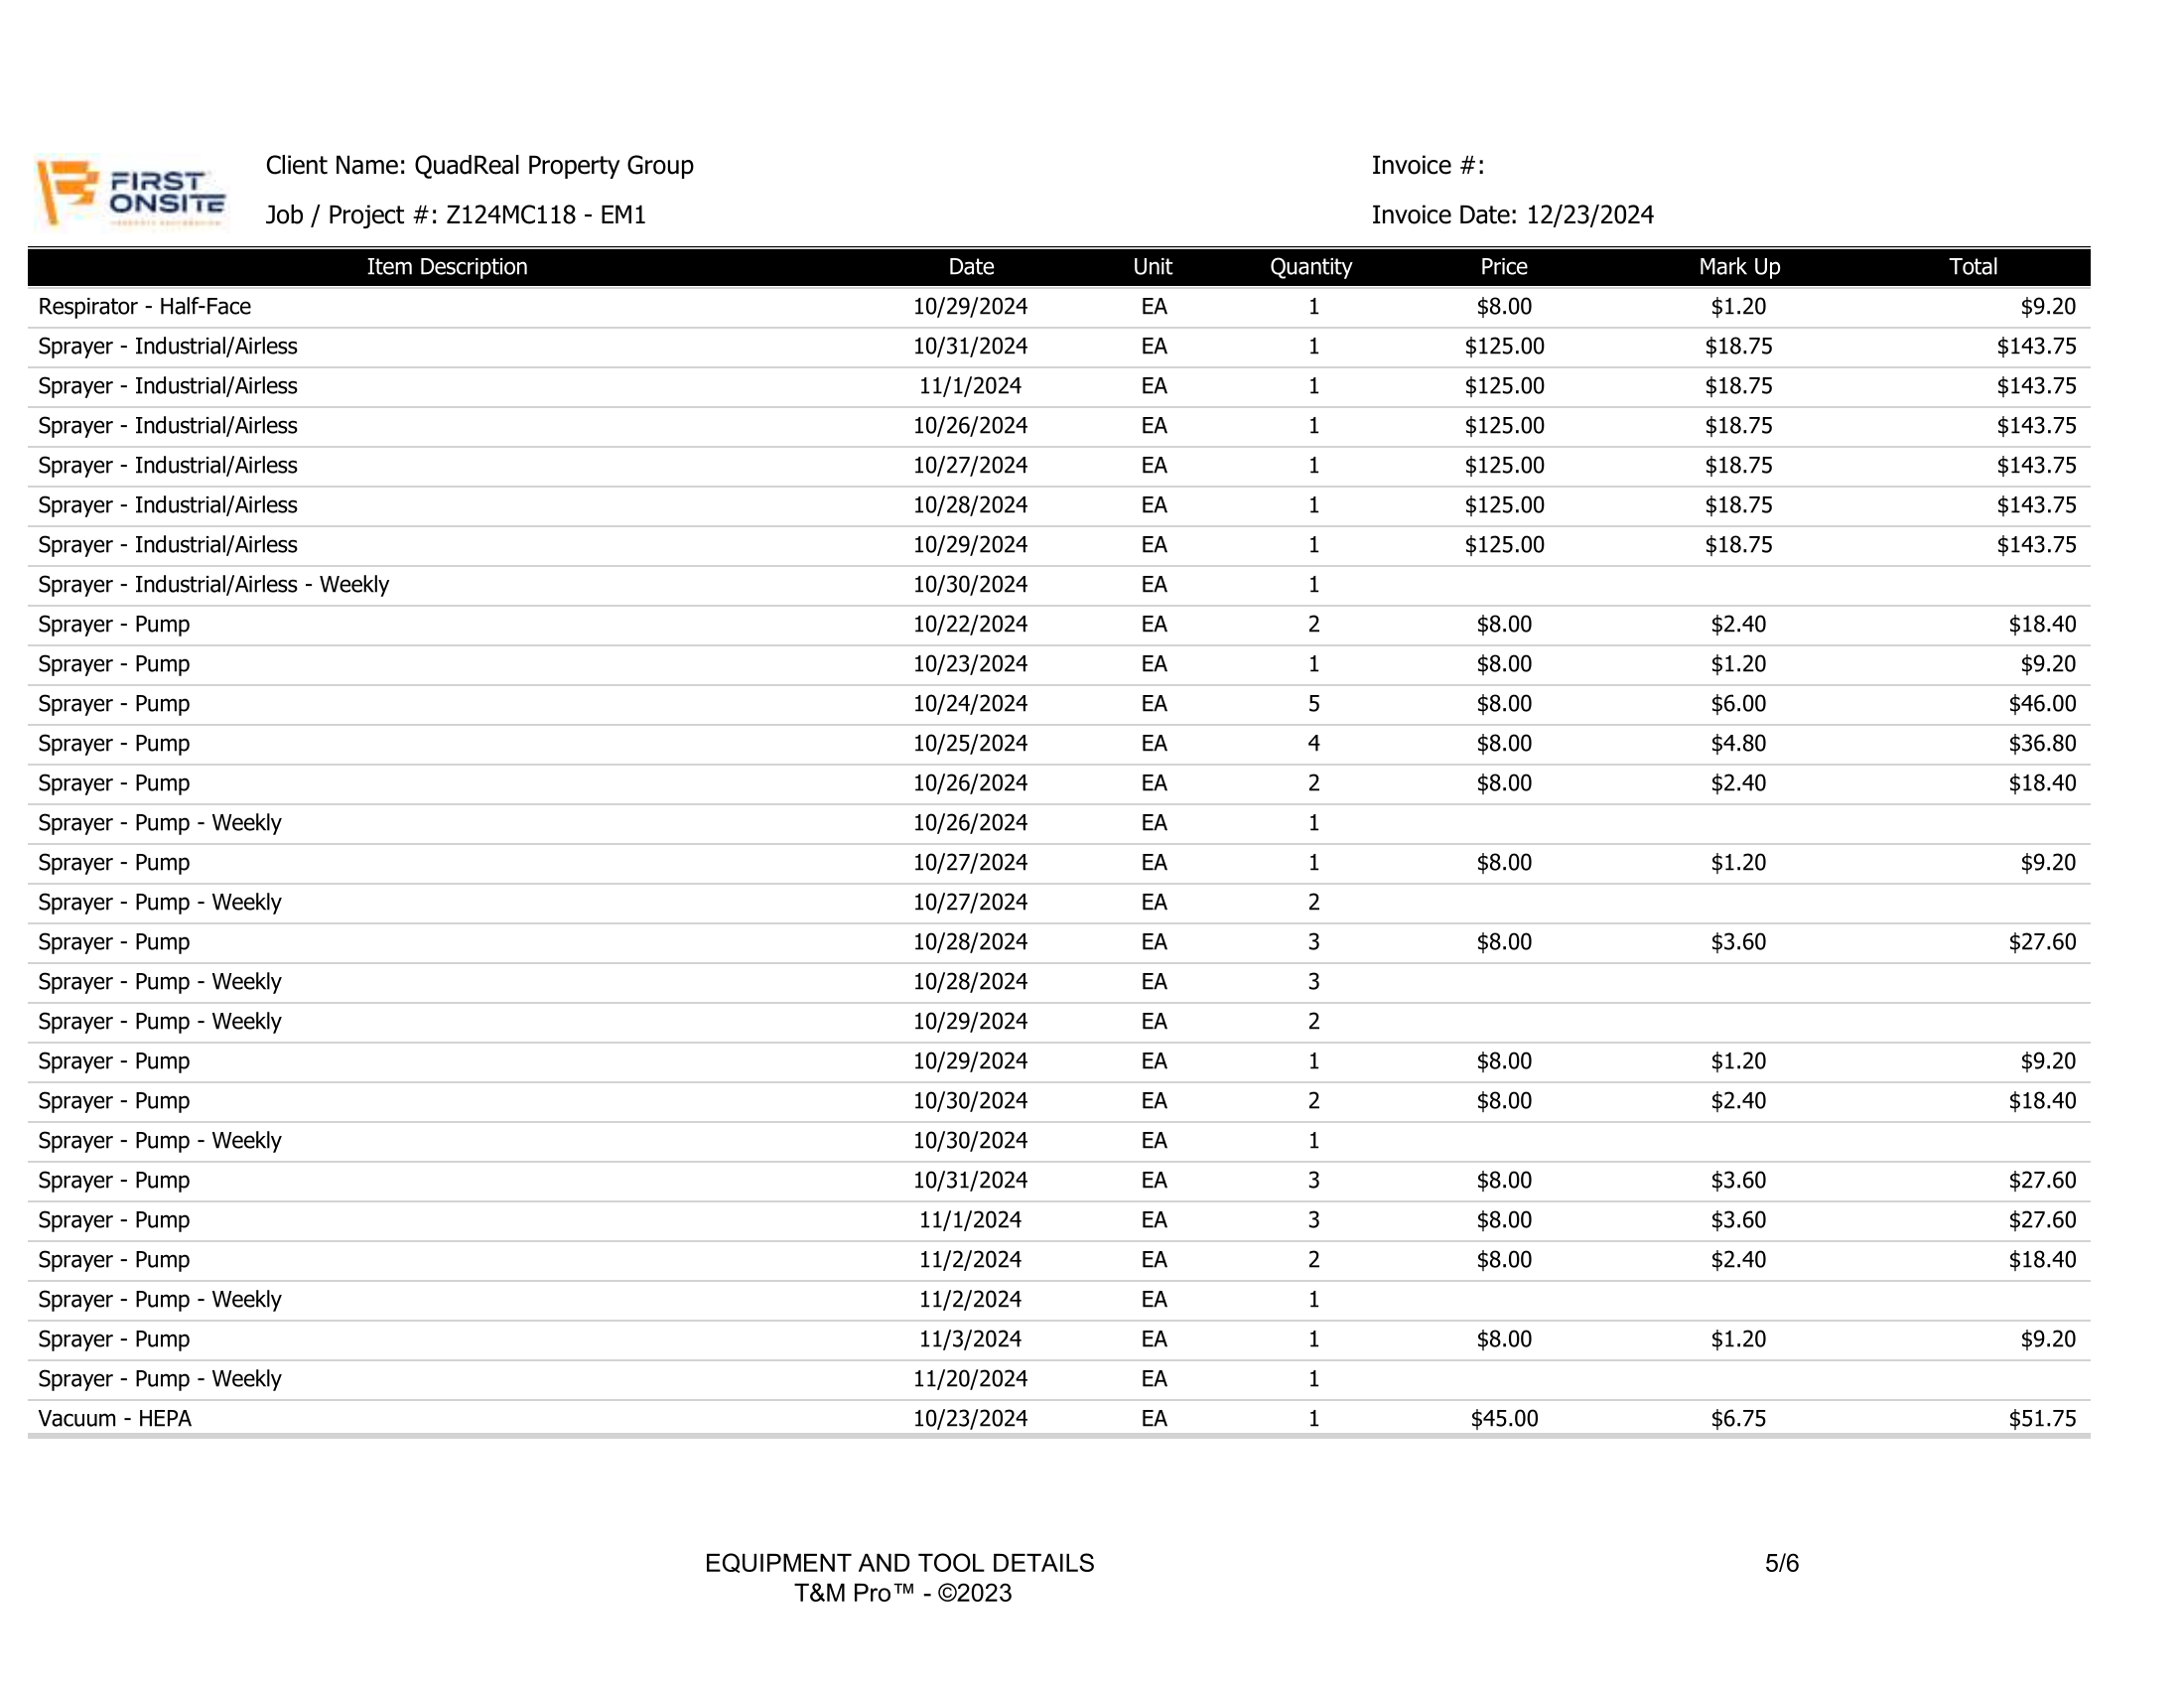 FIRST ONSITE
Client Name: QuadReal Property Group
Invoice #:
Job / Project #: Z124MC118 - EM1
Invoice Date: 12/23/2024
Item Description Date Unit Quantity Price Mark Up Total
Respirator - Half-Face 10/29/2024 EA 1 $8.00 $1.20 $9.20
Sprayer - Industrial/Airless 10/31/2024 EA 1 $125.00 $18.75 $143.75
Sprayer - Industrial/Airless 11/1/2024 EA 1 $125.00 $18.75 $143.75
Sprayer - Industrial/Airless 10/26/2024 EA 1 $125.00 $18.75 $143.75
Sprayer - Industrial/Airless 10/27/2024 EA 1 $125.00 $18.75 $143.75
Sprayer - Industrial/Airless 10/28/2024 EA 1 $125.00 $18.75 $143.75
Sprayer - Industrial/Airless 10/29/2024 EA 1 $125.00 $18.75 $143.75
Sprayer - Industrial/Airless - Weekly 10/30/2024 EA 1
Sprayer - Pump 10/22/2024 EA 2 $8.00 $2.40 $18.40
Sprayer - Pump 10/23/2024 EA 1 $8.00 $1.20 $9.20
Sprayer - Pump 10/24/2024 EA 5 $8.00 $6.00 $46.00
Sprayer - Pump 10/25/2024 EA 4 $8.00 $4.80 $36.80
Sprayer - Pump 10/26/2024 EA 2 $8.00 $2.40 $18.40
Sprayer - Pump - Weekly 10/26/2024 EA 1
Sprayer - Pump 10/27/2024 EA 1 $8.00 $1.20 $9.20
Sprayer - Pump - Weekly 10/27/2024 EA 2
Sprayer - Pump 10/28/2024 EA 3 $8.00 $3.60 $27.60
Sprayer - Pump - Weekly 10/28/2024 EA 3
Sprayer - Pump - Weekly 10/29/2024 EA 2
Sprayer - Pump 10/29/2024 EA 1 $8.00 $1.20 $9.20
Sprayer - Pump 10/30/2024 EA 2 $8.00 $2.40 $18.40
Sprayer - Pump - Weekly 10/30/2024 EA 1
Sprayer - Pump 10/31/2024 EA 3 $8.00 $3.60 $27.60
Sprayer - Pump 11/1/2024 EA 3 $8.00 $3.60 $27.60
Sprayer - Pump 11/2/2024 EA 2 $8.00 $2.40 $18.40
Sprayer - Pump - Weekly 11/2/2024 EA 1
Sprayer - Pump 11/3/2024 EA 1 $8.00 $1.20 $9.20
Sprayer - Pump - Weekly 11/20/2024 EA 1
Vacuum - HEPA 10/23/2024 EA 1 $45.00 $6.75 $51.75
EQUIPMENT AND TOOL DETAILS 5/6
T&M Pro™ - ©2023